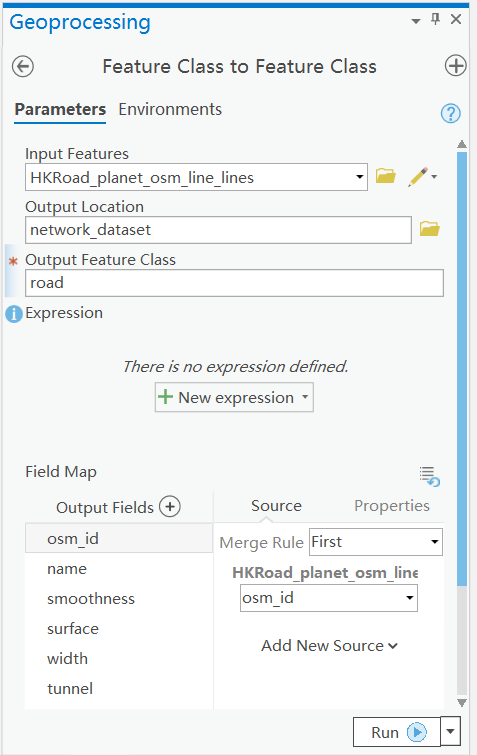 Geoprocessing
Feature Class to Feature Class
Parameters Environments
Input Features
HKRoad_planet_osm_line_lines
Output Location
network_dataset
* Output Feature Class
road
Expression
There is no expression defined.
New expression
Field Map
Output Fields
Source Properties
osm_id
name
smoothness
surface
width
tunnel
Merge Rule First
HKRoad_planet_osm_line
osm_id
Add New Source
Run